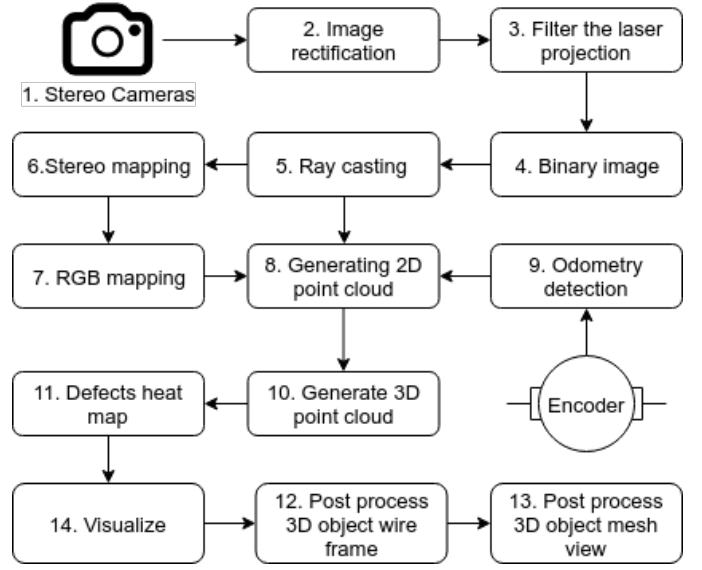 1. Stereo Cameras
2. Image
rectification
3. Filter the laser
projection
4. Binary image
5. Ray casting
6.Stereo mapping
7. RGB mapping
8. Generating 2D
point cloud
9. Odometry
detection
Encoder
10. Generate 3D
point cloud
11. Defects heat
map
14. Visualize
12. Post process
3D object wire
frame
13. Post process
3D object mesh
view